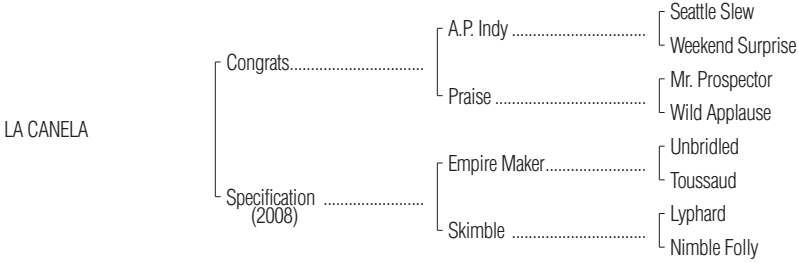 Seattle Slew
A.P. Indy ................................
Weekend Surprise
Congrats................................
Mr. Prospector
Praise ....................................
Wild Applause
LA CANELA
Unbridled
Empire Maker........................
Toussaud
Specification ........................
(2008)
Lyphard
Skimble ................................
Nimble Folly